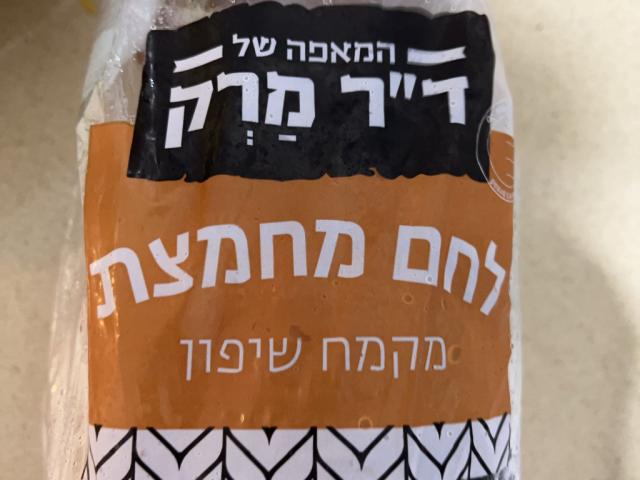 המאפה של
ד"ר מַרְק
לחם מחמצת
מקמח שיפון